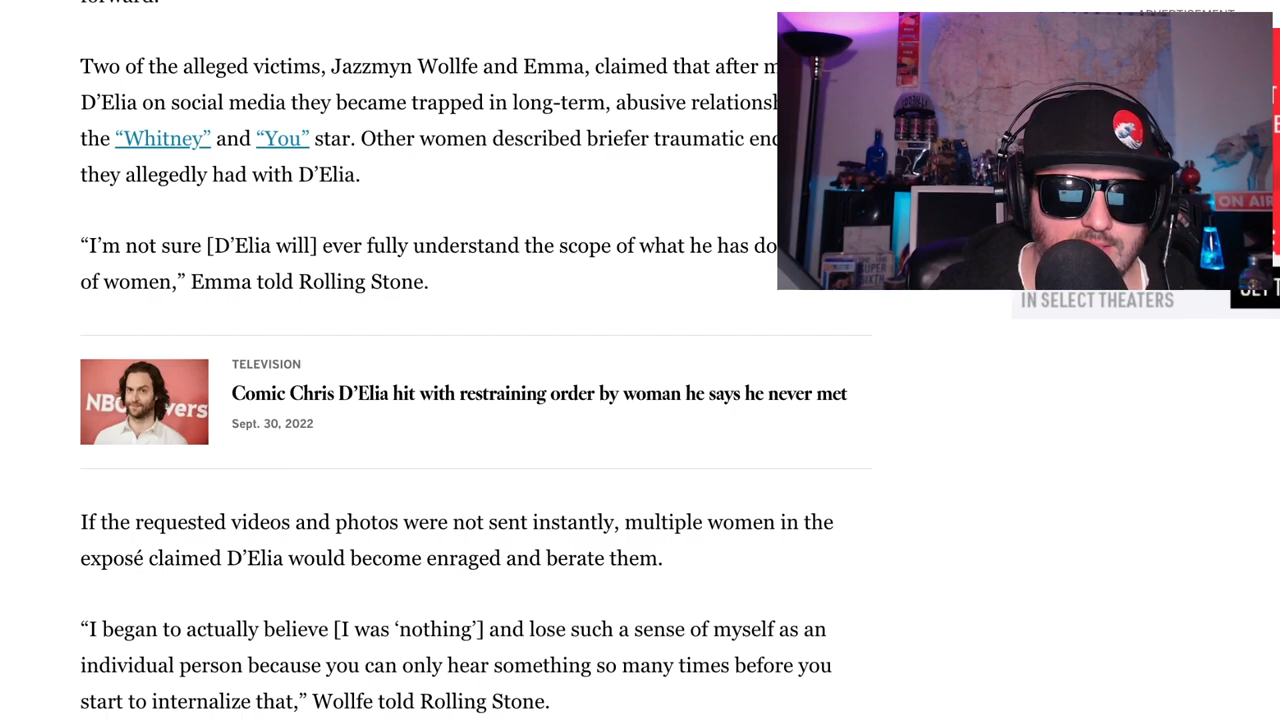 Two of the alleged victims, Jazzmyn Wollfe and Emma, claimed that after
D’Elia on social media they became trapped in long-term, abusive
the “Whitney” and “You” star. Other women described briefer traumatic
they allegedly had with D’Elia.
“I’m not sure [D’Elia will] ever fully understand the scope of what he has
of women,” Emma told Rolling Stone.
TELEVISION
Comic Chris D’Elia hit with restraining order by woman he says he never met
Sept. 30, 2022
If the requested videos and photos were not sent instantly, multiple women in the
exposé claimed D’Elia would become enraged and berate them.
“I began to actually believe [I was ‘nothing’] and lose such a sense of myself as an
individual person because you can only hear something so many times before you
start to internalize that,” Wollfe told Rolling Stone.
ON AIR
SUPER
IN SELECT THEATERS
NBC